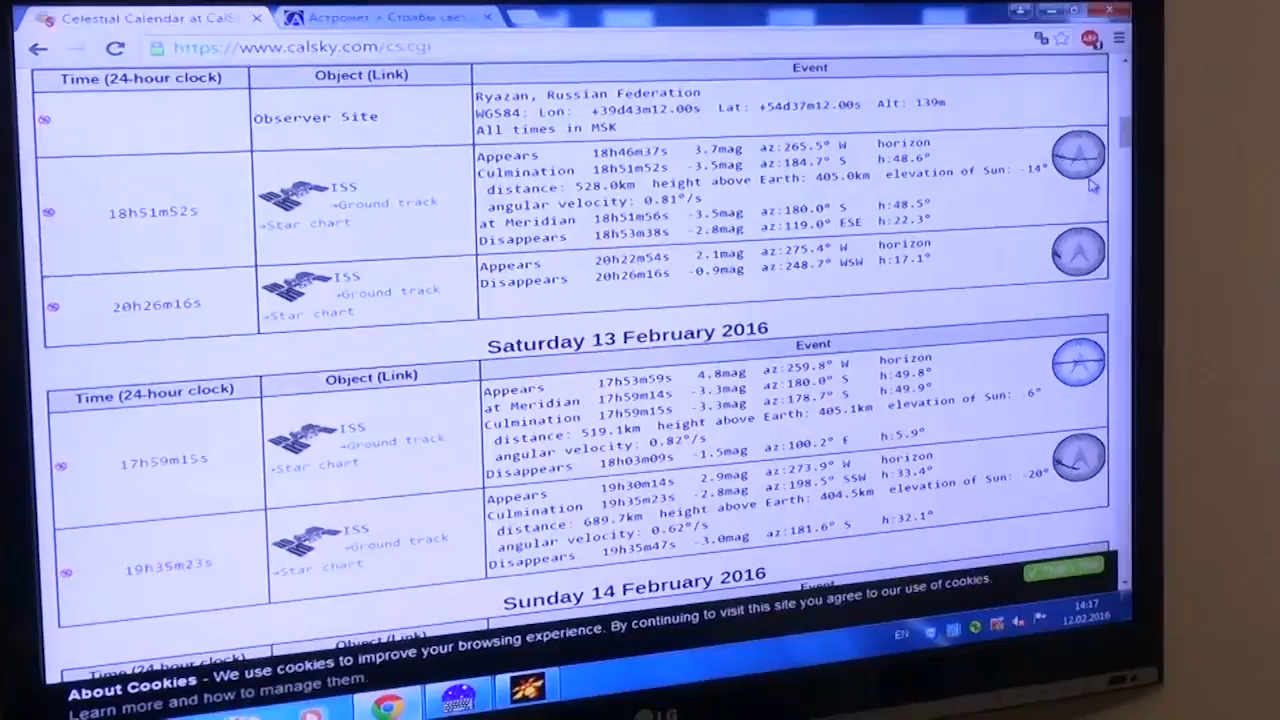 Celestial Calendar at CalS
Астронет » Столбы све
https://www.calsky.com/cs.cgi
Time (24-hour clock) Object (Link) Event
Observer Site
Ryazan, Russian Federation
WGS84: Lon: +39d43m12.00s Lat: +54d37m12.00s Alt: 139m
All times in MSK
18h51m52s
ISS
→Ground track
→Star chart
Appears 18h46m37s 3.7mag az:265.5° W horizon
Culmination 18h51m52s -3.5mag az:184.7° S h:48.6°
distance: 528.0km height above Earth: 405.0km elevation of Sun: -14°
angular velocity: 0.81°/s
at Meridian 18h51m56s -3.5mag az:180.0° S h:48.5°
Disappears 18h53m38s -2.8mag az:119.0° ESE h:22.3°
20h26m16s
ISS
→Ground track
→Star chart
Appears 20h22m54s 2.1mag az:275.4° W horizon
Disappears 20h26m16s -0.9mag az:248.7° WSW h:17.1°
Saturday 13 February 2016
Time (24-hour clock) Object (Link) Event
17h59m15s
ISS
→Ground track
→Star chart
Appears 17h53m59s 4.8mag az:259.8° W horizon
at Meridian 17h59m14s -3.3mag az:180.0° S h:49.8°
Culmination 17h59m15s -3.3mag az:178.7° S h:49.9°
distance: 519.1km height above Earth: 405.1km elevation of Sun: -6°
angular velocity: 0.82°/s
Disappears 18h03m09s -1.5mag az:100.2° E h:5.9°
19h35m23s
ISS
→Ground track
→Star chart
Appears 19h30m14s 2.9mag az:273.9° W horizon
Culmination 19h35m23s -2.8mag az:198.5° SSW h:33.4°
distance: 689.7km height above Earth: 404.5km elevation of Sun: -20°
angular velocity: 0.62°/s
Disappears 19h35m47s -3.0mag az:181.6° S h:32.1°
Sunday 14 February 2016
Time (24-hour clock) Object (Link) Event
About Cookies - We use cookies to improve your browsing experience. By continuing to visit this site you agree to our use of cookies.
Learn more and how to manage them.
EN
14:17
12.02.2016
LG